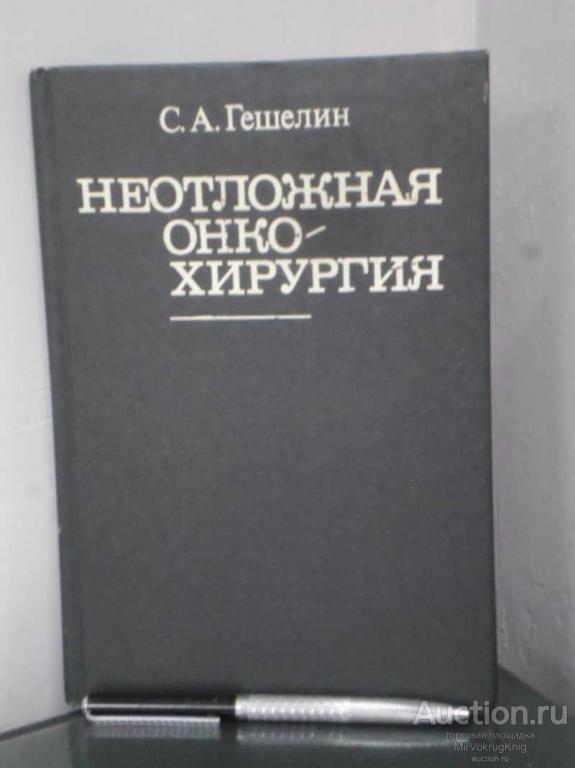 С. А. Гешелин
НЕОТЛОЖНАЯ
ОНКО-
ХИРУРГИЯ
Auction.ru
торговая площадка
MirVokrugKnig
auction.ru